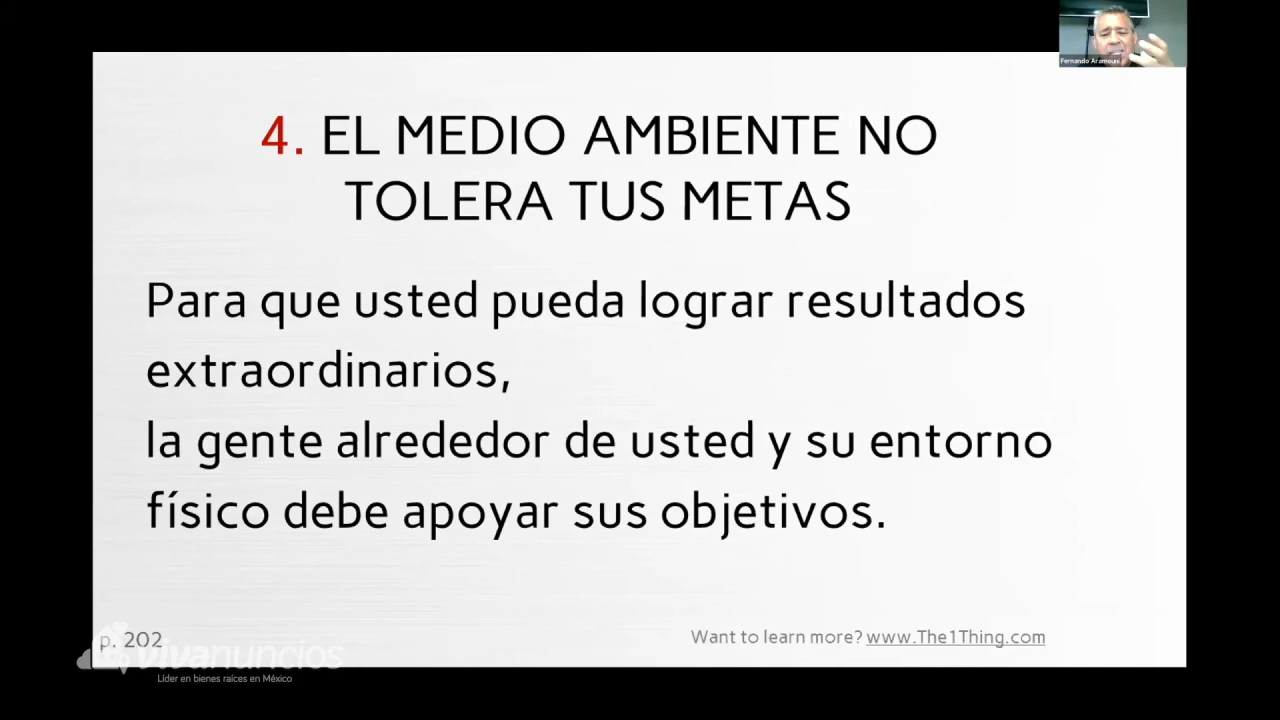 Fernando Aramouni
4. EL MEDIO AMBIENTE NO
TOLERA TUS METAS
Para que usted pueda lograr resultados
extraordinarios,
la gente alrededor de usted y su entorno
físico debe apoyar sus objetivos.
p. 202
Want to learn more? www.The1Thing.com
vivanuncios
Líder en bienes raíces en México